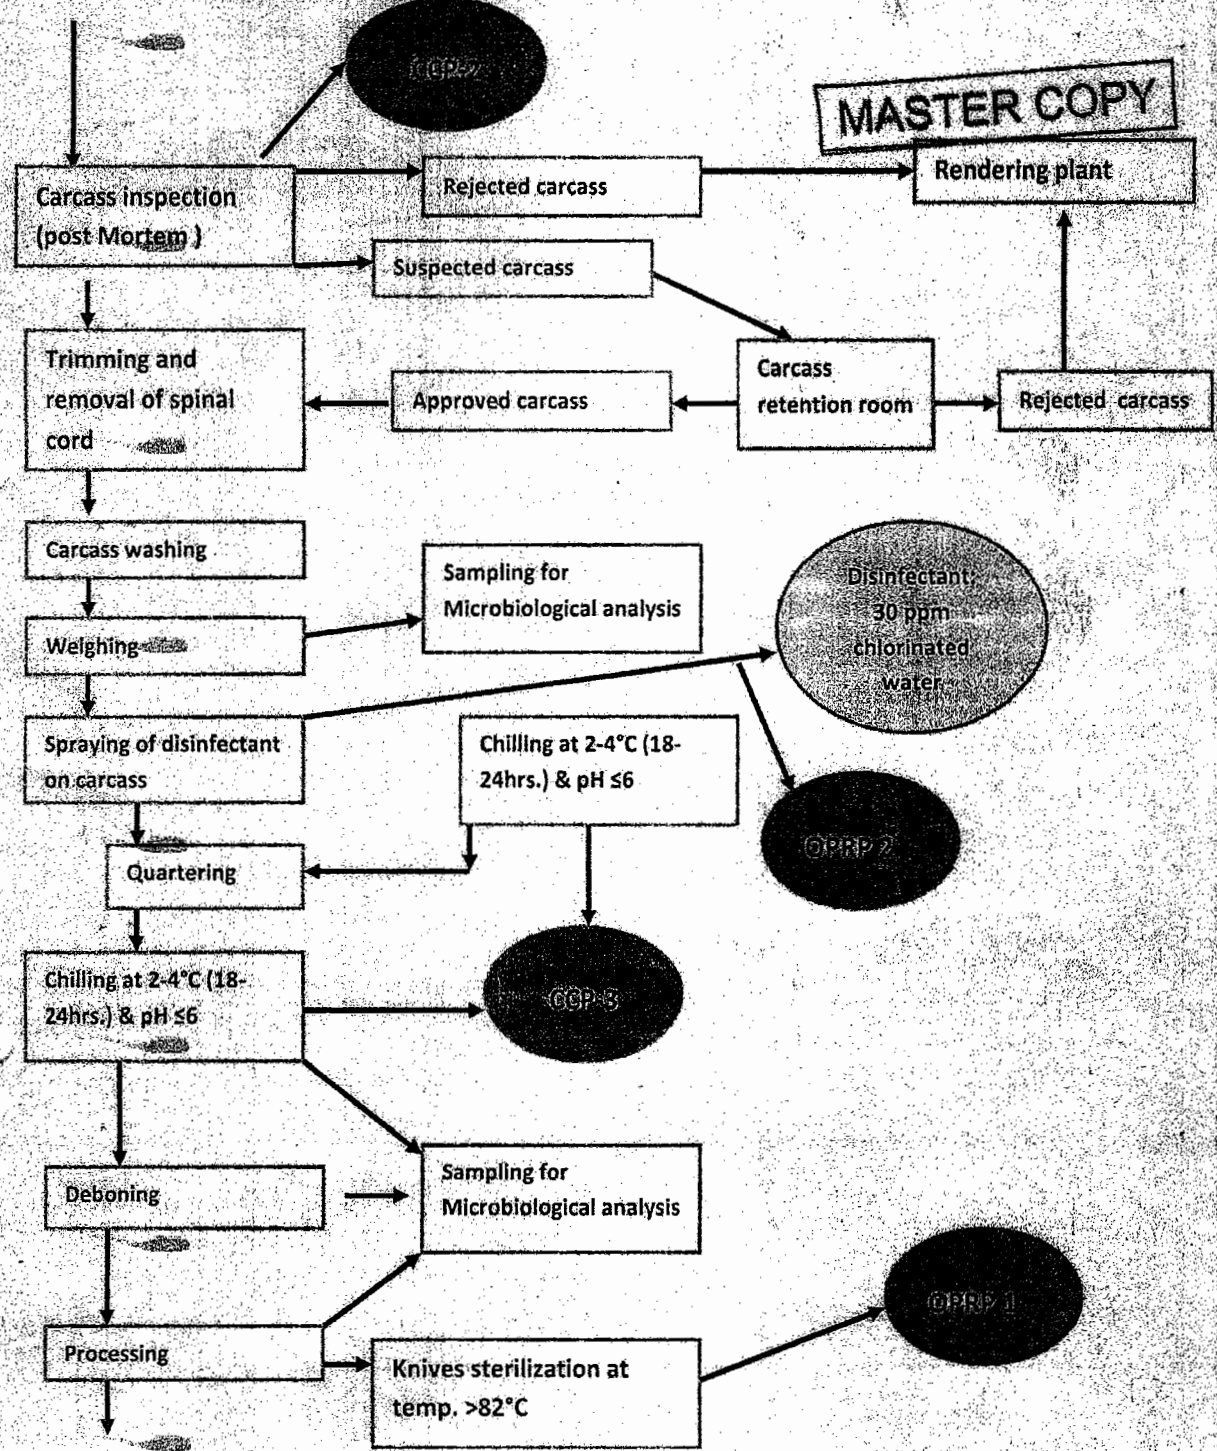 CCP-2
MASTER COPY
Carcass inspection
(post Mortem )
Rejected carcass
Rendering plant
Suspected carcass
Trimming and
removal of spinal
cord
Approved carcass
Carcass
retention room
Rejected carcass
Carcass washing
Sampling for
Microbiological analysis
Disinfectant:
30 ppm
chlorinated
water
Weighing
Spraying of disinfectant
on carcass
Chilling at 2-4°C (18-
24hrs.) & pH ≤6
OPRP 2
Quartering
Chilling at 2-4°C (18-
24hrs.) & pH ≤6
CCP-3
Deboning
Sampling for
Microbiological analysis
OPRP 1
Processing
Knives sterilization at
temp. >82°C